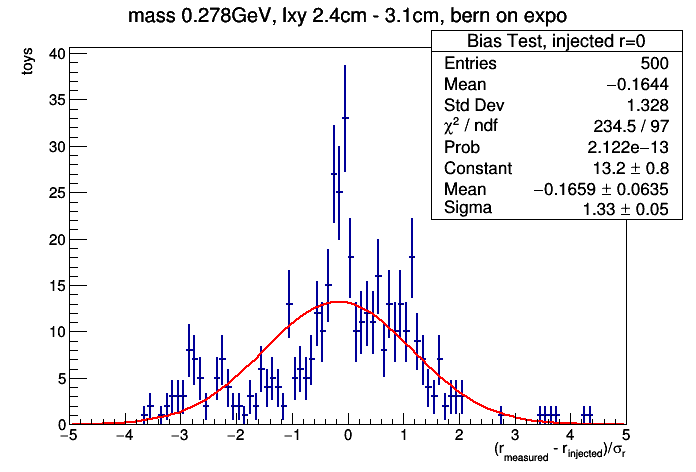 mass 0.278GeV, lxy 2.4cm - 3.1cm, bern on expo
Bias Test, injected r=0
Entries 500
Mean −0.1644
Std Dev 1.328
χ² / ndf 234.5 / 97
Prob 2.122e−13
Constant 13.2 ± 0.8
Mean −0.1659 ± 0.0635
Sigma 1.33 ± 0.05
toys
40
35
30
25
20
15
10
5
0
−5 −4 −3 −2 −1 0 1 2 3 4 5
(r_measured - r_injected)/σ_r